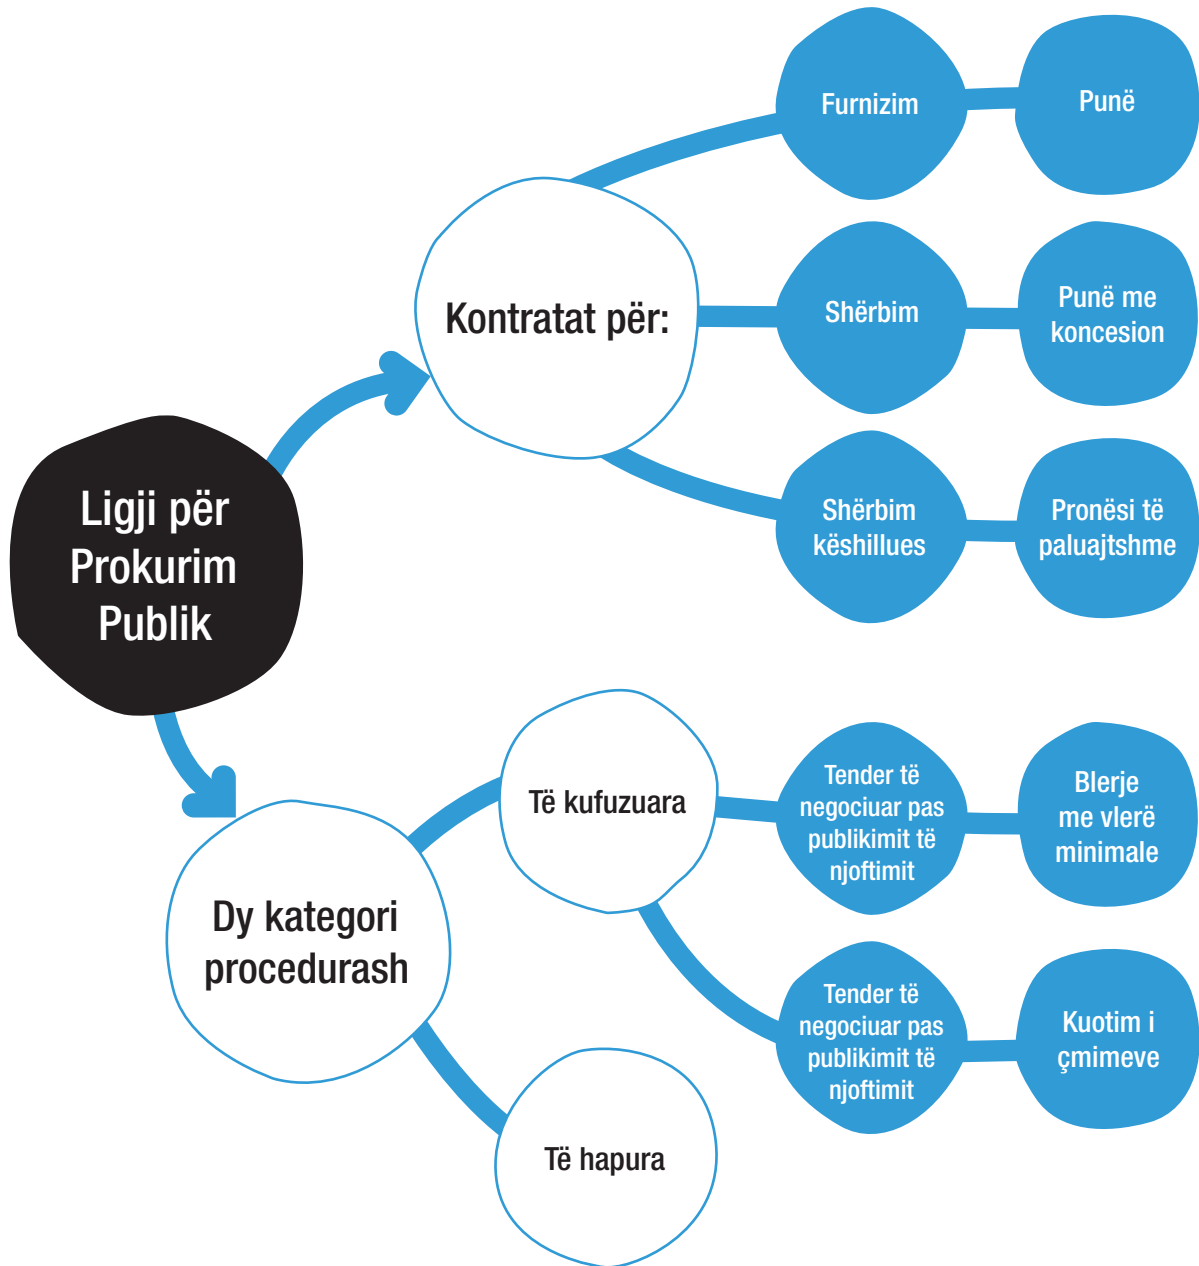 Furnizim
Punë
Kontratat për:
Shërbim
Punë me
koncesion
Shërbim
këshillues
Pronësi të
paluajtshme
Ligji për
Prokurim
Publik
Të kufuzuara
Tender të
negociuar pas
publikimit të
njoftimit
Blerje
me vlerë
minimale
Dy kategori
procedurash
Tender të
negociuar pas
publikimit të
njoftimit
Kuotim i
çmimeve
Të hapura